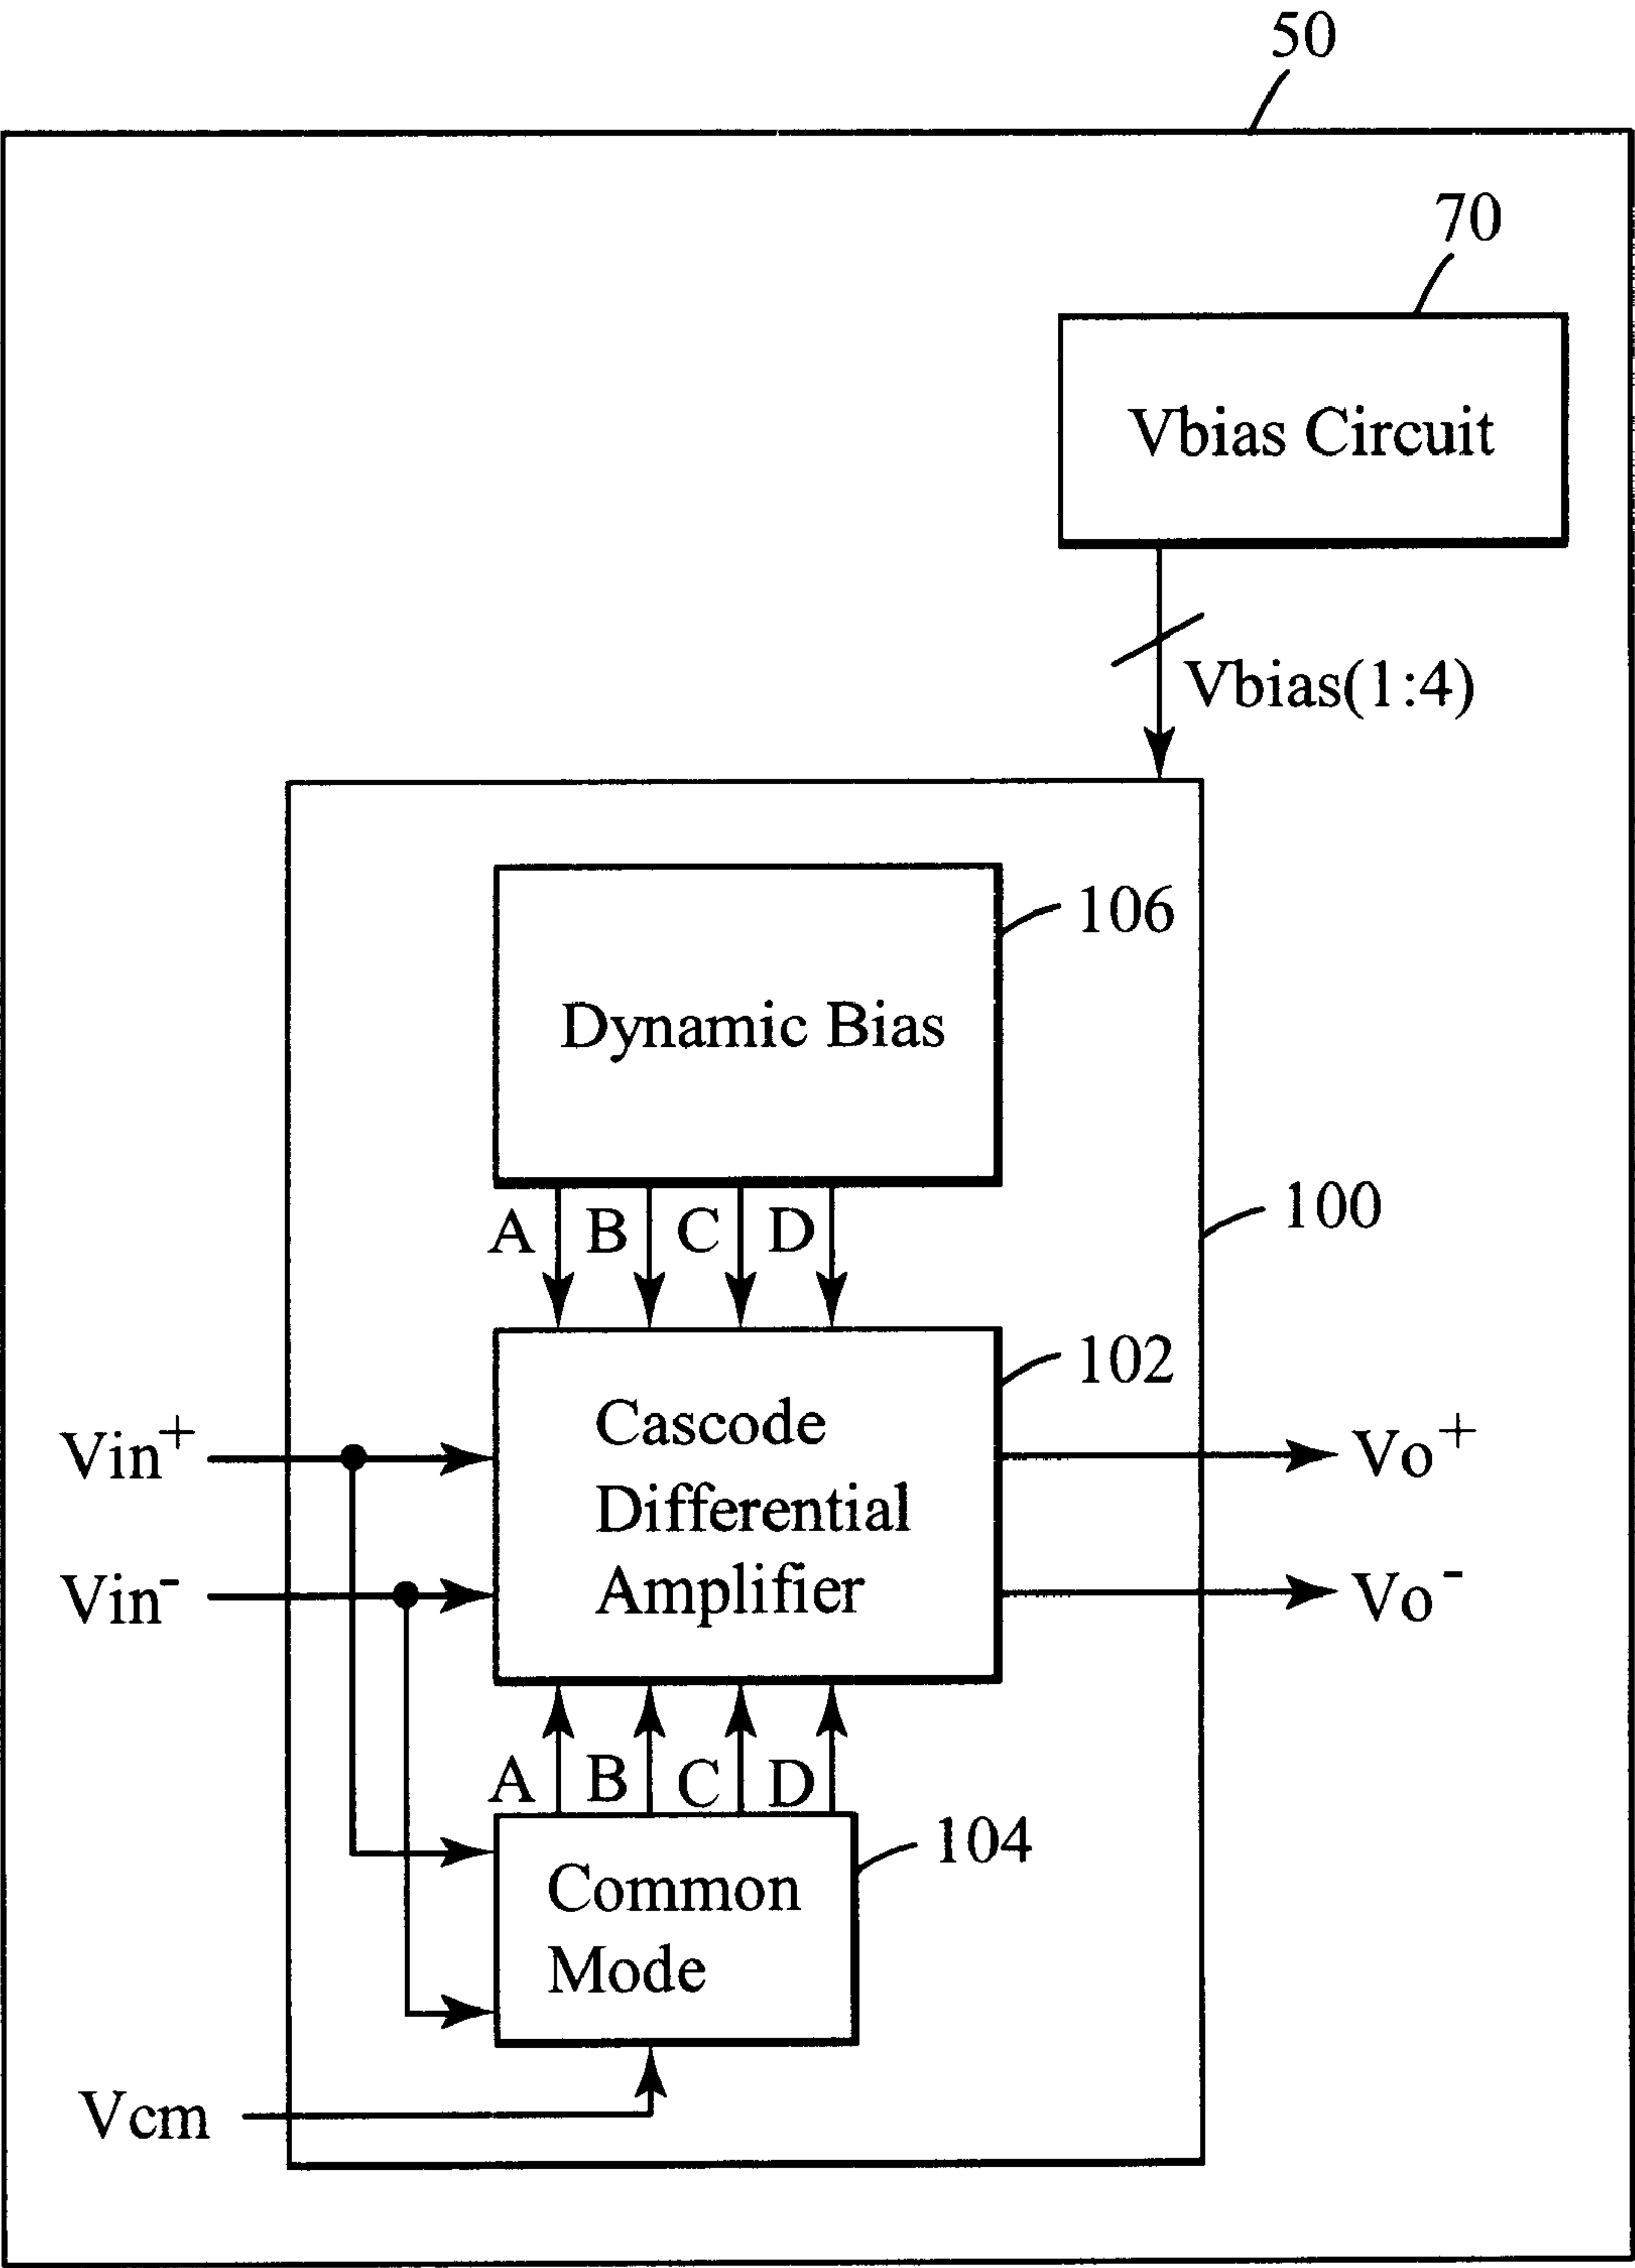 50
70
Vbias Circuit
Vbias(1:4)
106
Dynamic Bias
A B C D
100
102
Cascode
Differential
Amplifier
Vin+
Vo+
Vin-
Vo-
A B C D
104
Common
Mode
Vcm